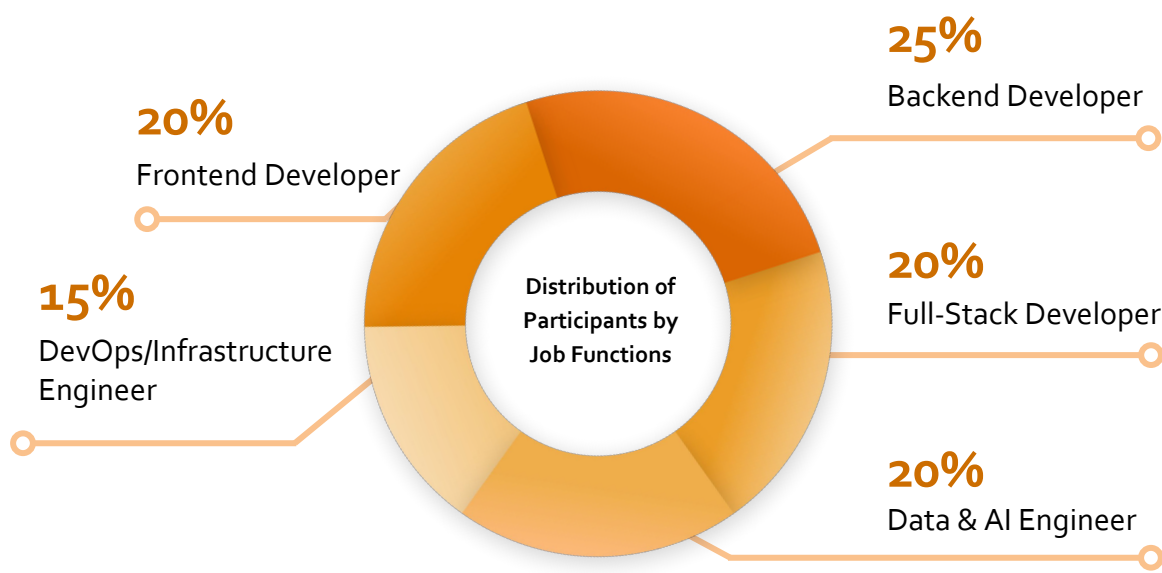 25%
Backend Developer
20%
Frontend Developer
20%
Full-Stack Developer
15%
DevOps/Infrastructure
Engineer
Distribution of
Participants by
Job Functions
20%
Data & AI Engineer